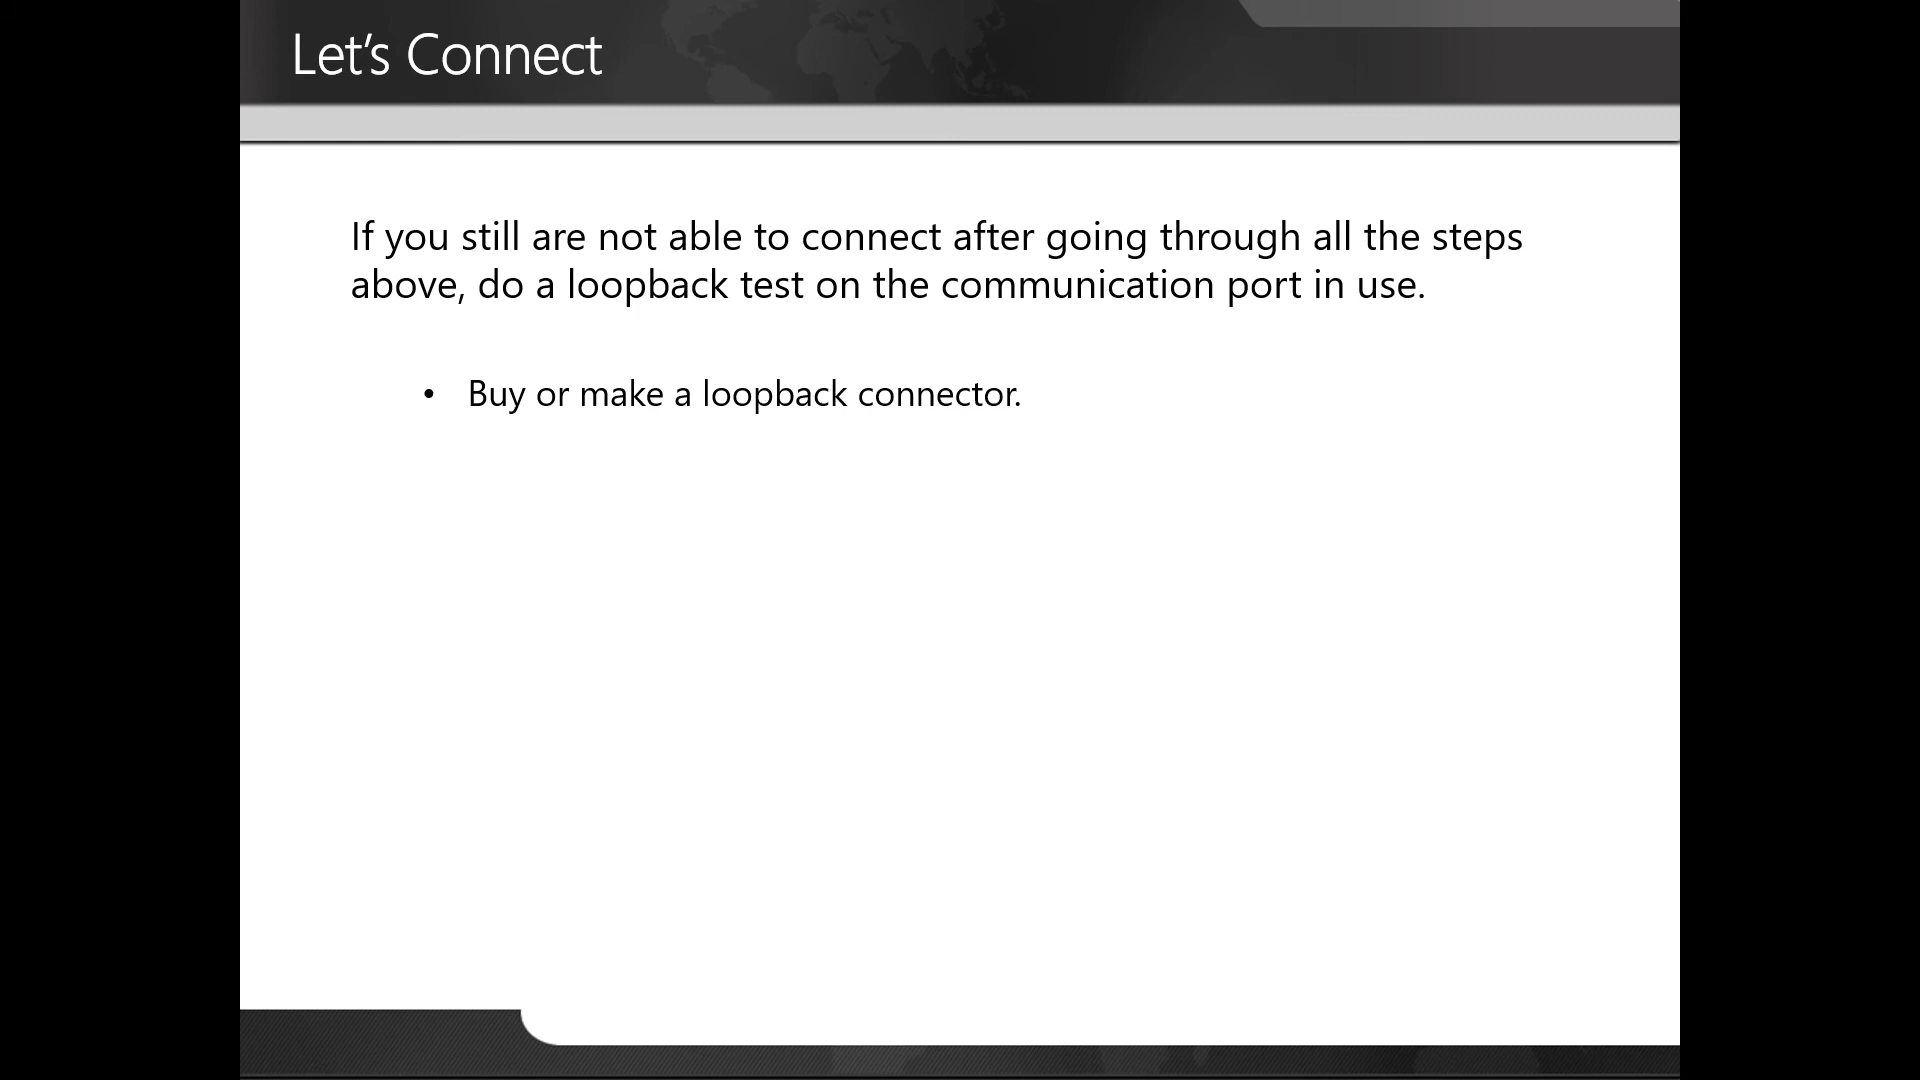 Let’s Connect
If you still are not able to connect after going through all the steps
above, do a loopback test on the communication port in use.
• Buy or make a loopback connector.